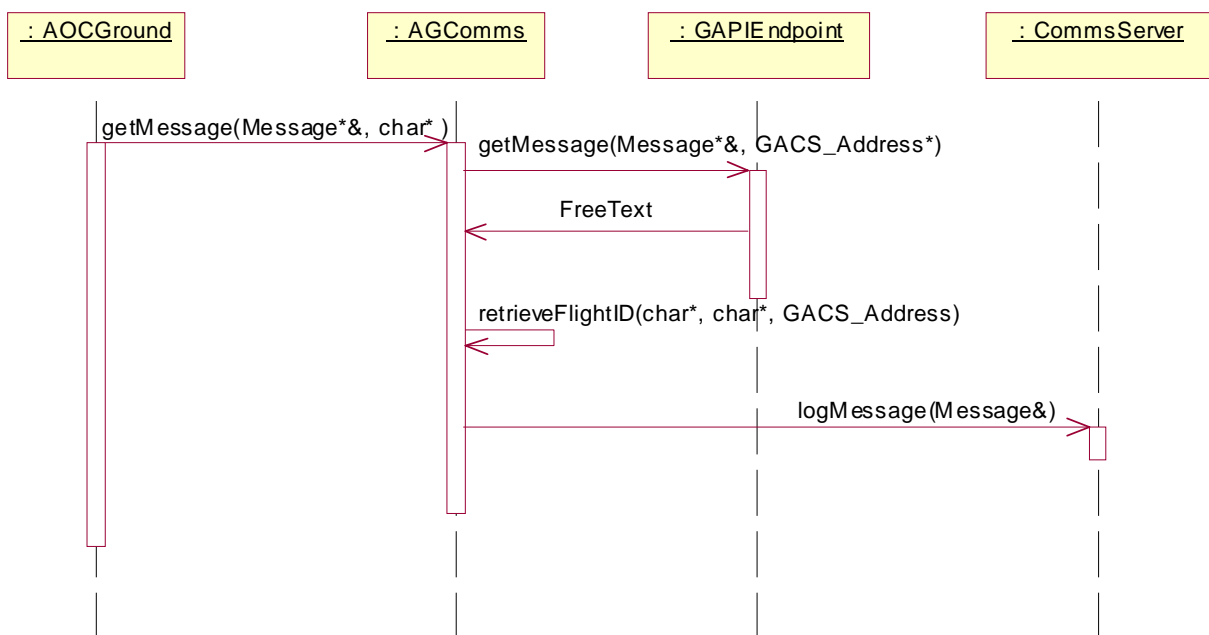 : AOCGround
: AGComms
: GAPIEndpoint
: CommsServer
getMessage(Message*&, char* )
getMessage(Message*&, GACS_Address*)
FreeText
retrieveFlightID(char*, char*, GACS_Address)
logMessage(Message&)